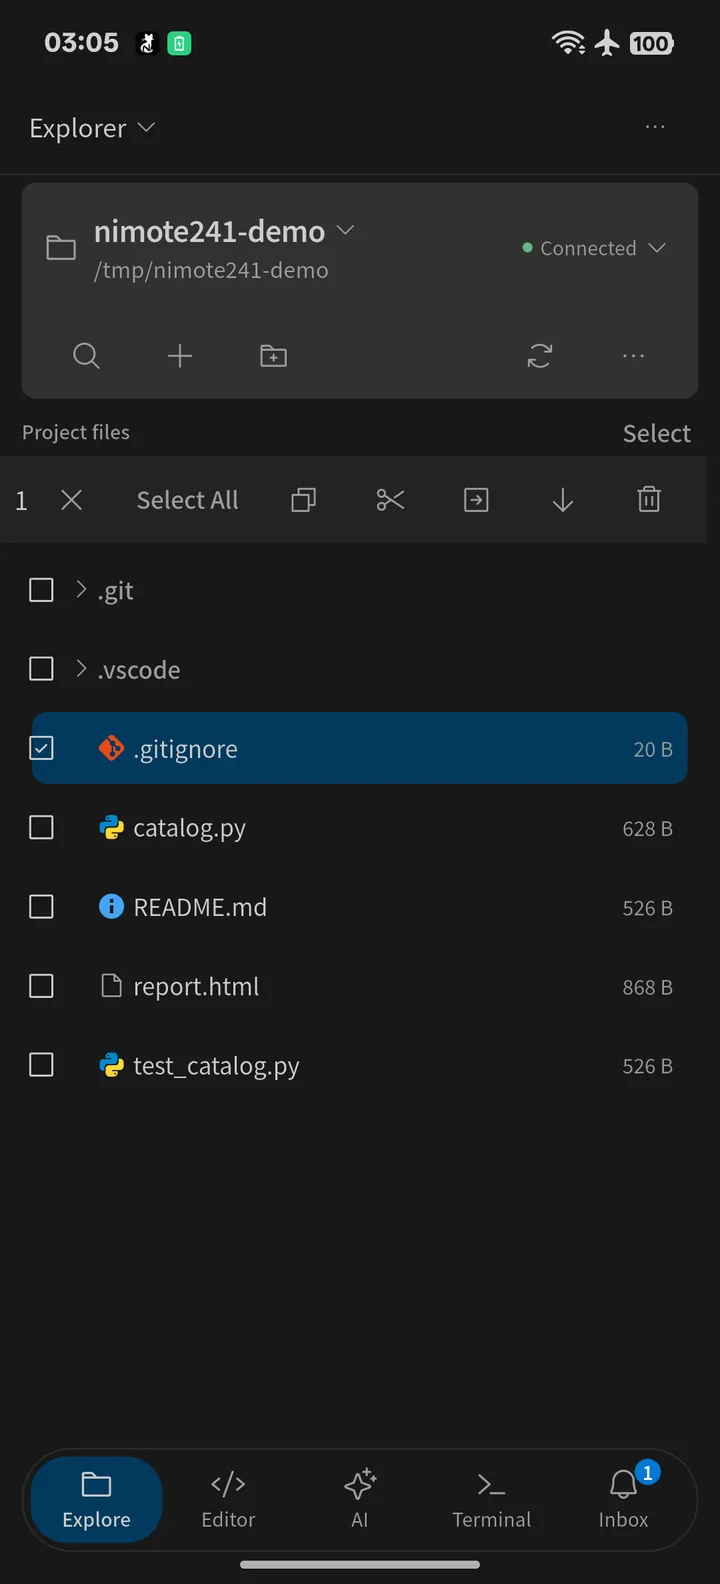 03:05
100
Explorer
nimote241-demo
/tmp/nimote241-demo
Connected
Project files
Select
1
Select All
.git
.vscode
.gitignore 20 B
catalog.py 628 B
README.md 526 B
report.html 868 B
test_catalog.py 526 B
1
Explore
Editor
AI
Terminal
Inbox